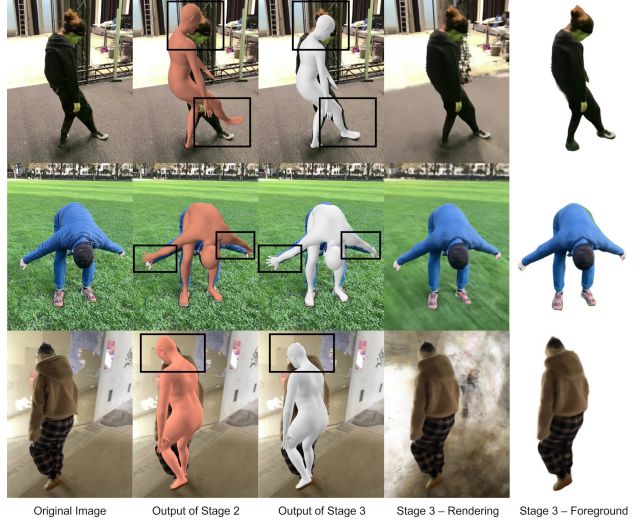 Original Image
Output of Stage 2
Output of Stage 3
Stage 3 – Rendering
Stage 3 – Foreground